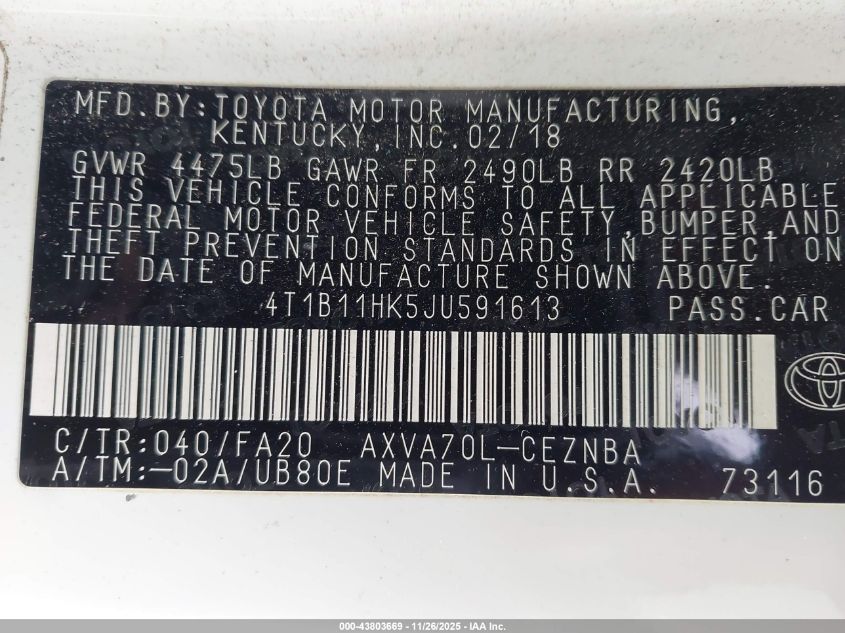 MFD.BY:TOYOTA MOTOR MANUFACTURING,
KENTUCKY,INC.02/18
GVWR 4475LB GAWR FR 2490LB RR 2420LB
THIS VEHICLE CONFORMS TO ALL APPLICABLE
FEDERAL MOTOR VEHICLE SAFETY,BUMPER,AND
THEFT PREVENTION STANDARDS IN EFFECT ON
THE DATE OF MANUFACTURE SHOWN ABOVE.
4T1B11HK5JU591613 PASS.CAR
C/TR:040/FA20 AXVA70L-CEZNBA
A/TM:-02A/UB80E MADE IN U.S.A. 73116
000-43803669 - 11/26/2025 - IAA Inc.